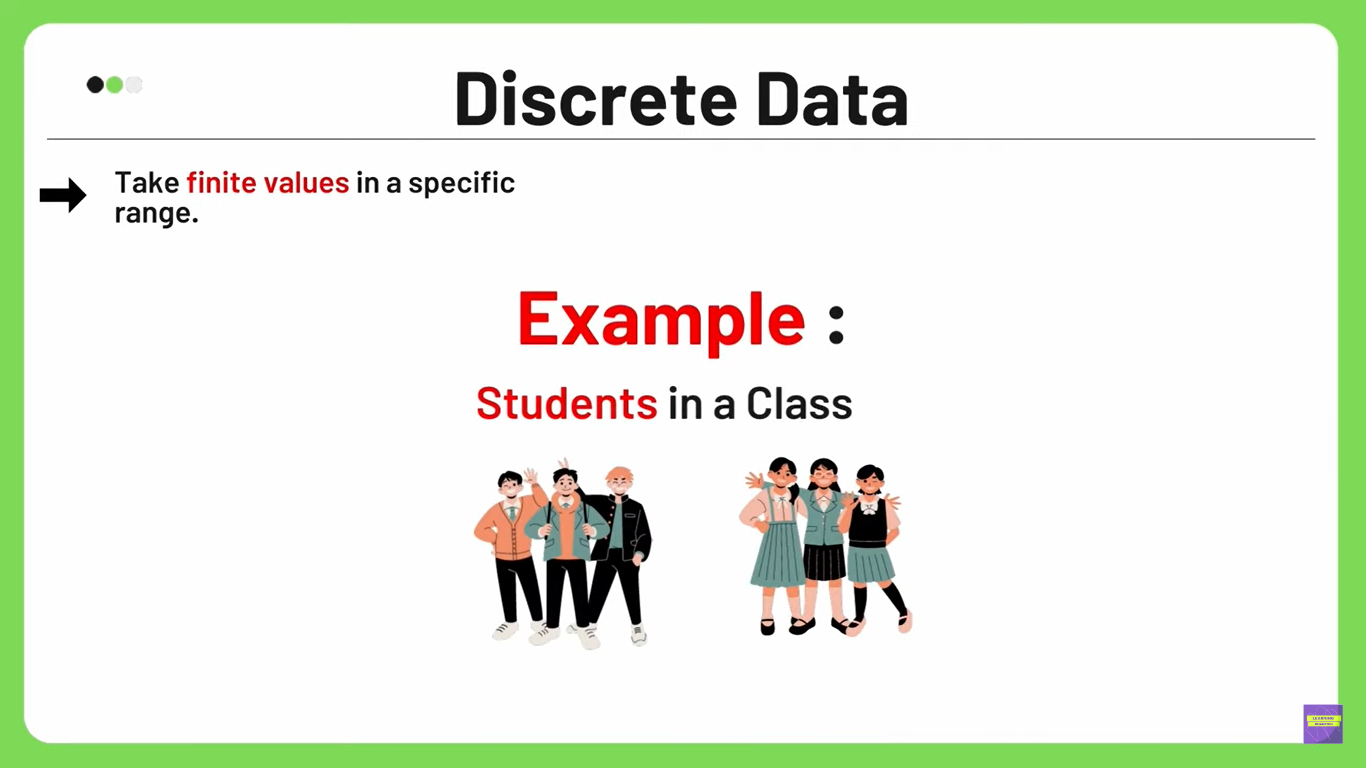 Discrete Data
Take finite values in a specific
range.
Example :
Students in a Class